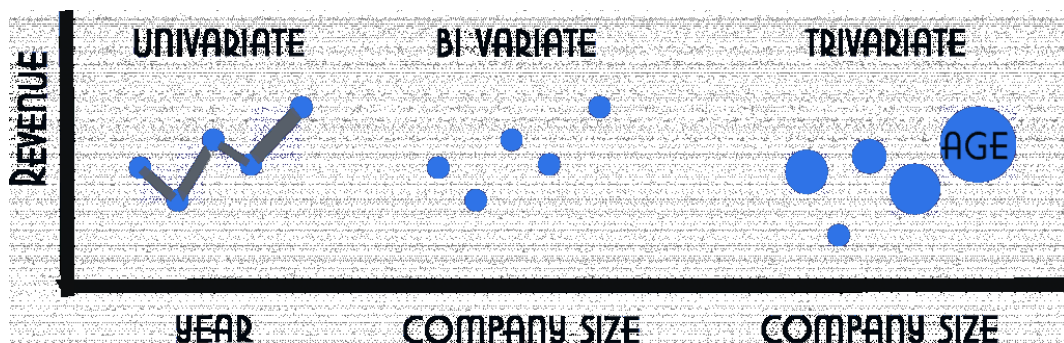 UNIVARIATE
BI VARIATE
TRIVARIATE
REVENUE
AGE
YEAR
COMPANY SIZE
COMPANY SIZE